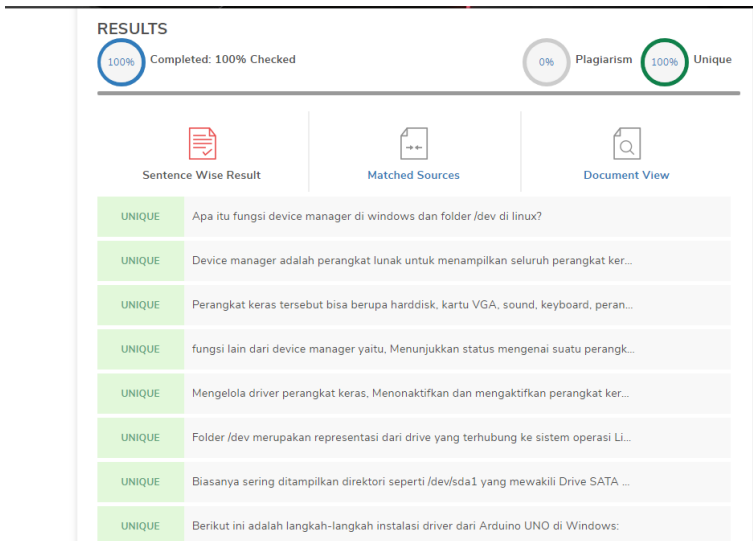 RESULTS
100% Completed: 100% Checked 0% Plagiarism 100% Unique
Sentence Wise Result Matched Sources Document View
UNIQUE Apa itu fungsi device manager di windows dan folder /dev di linux?
UNIQUE Device manager adalah perangkat lunak untuk menampilkan seluruh perangkat ker...
UNIQUE Perangkat keras tersebut bisa berupa harddisk, kartu VGA, sound, keyboard, peran...
UNIQUE fungsi lain dari device manager yaitu, Menunjukkan status mengenai suatu perangk...
UNIQUE Mengelola driver perangkat keras, Menonaktifkan dan mengaktifkan perangkat ker...
UNIQUE Folder /dev merupakan representasi dari drive yang terhubung ke sistem operasi Li...
UNIQUE Biasanya sering ditampilkan direktori seperti /dev/sda1 yang mewakili Drive SATA ...
UNIQUE Berikut ini adalah langkah-langkah instalasi driver dari Arduino UNO di Windows: